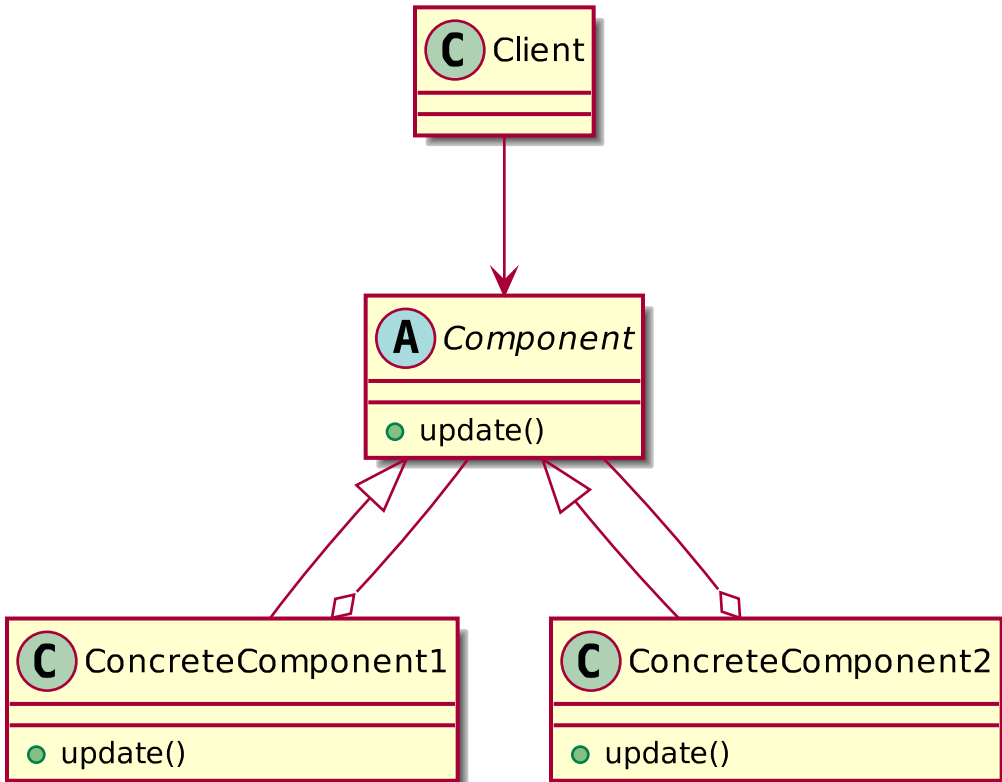 C Client
A Component
update()
C ConcreteComponent1
update()
C ConcreteComponent2
update()